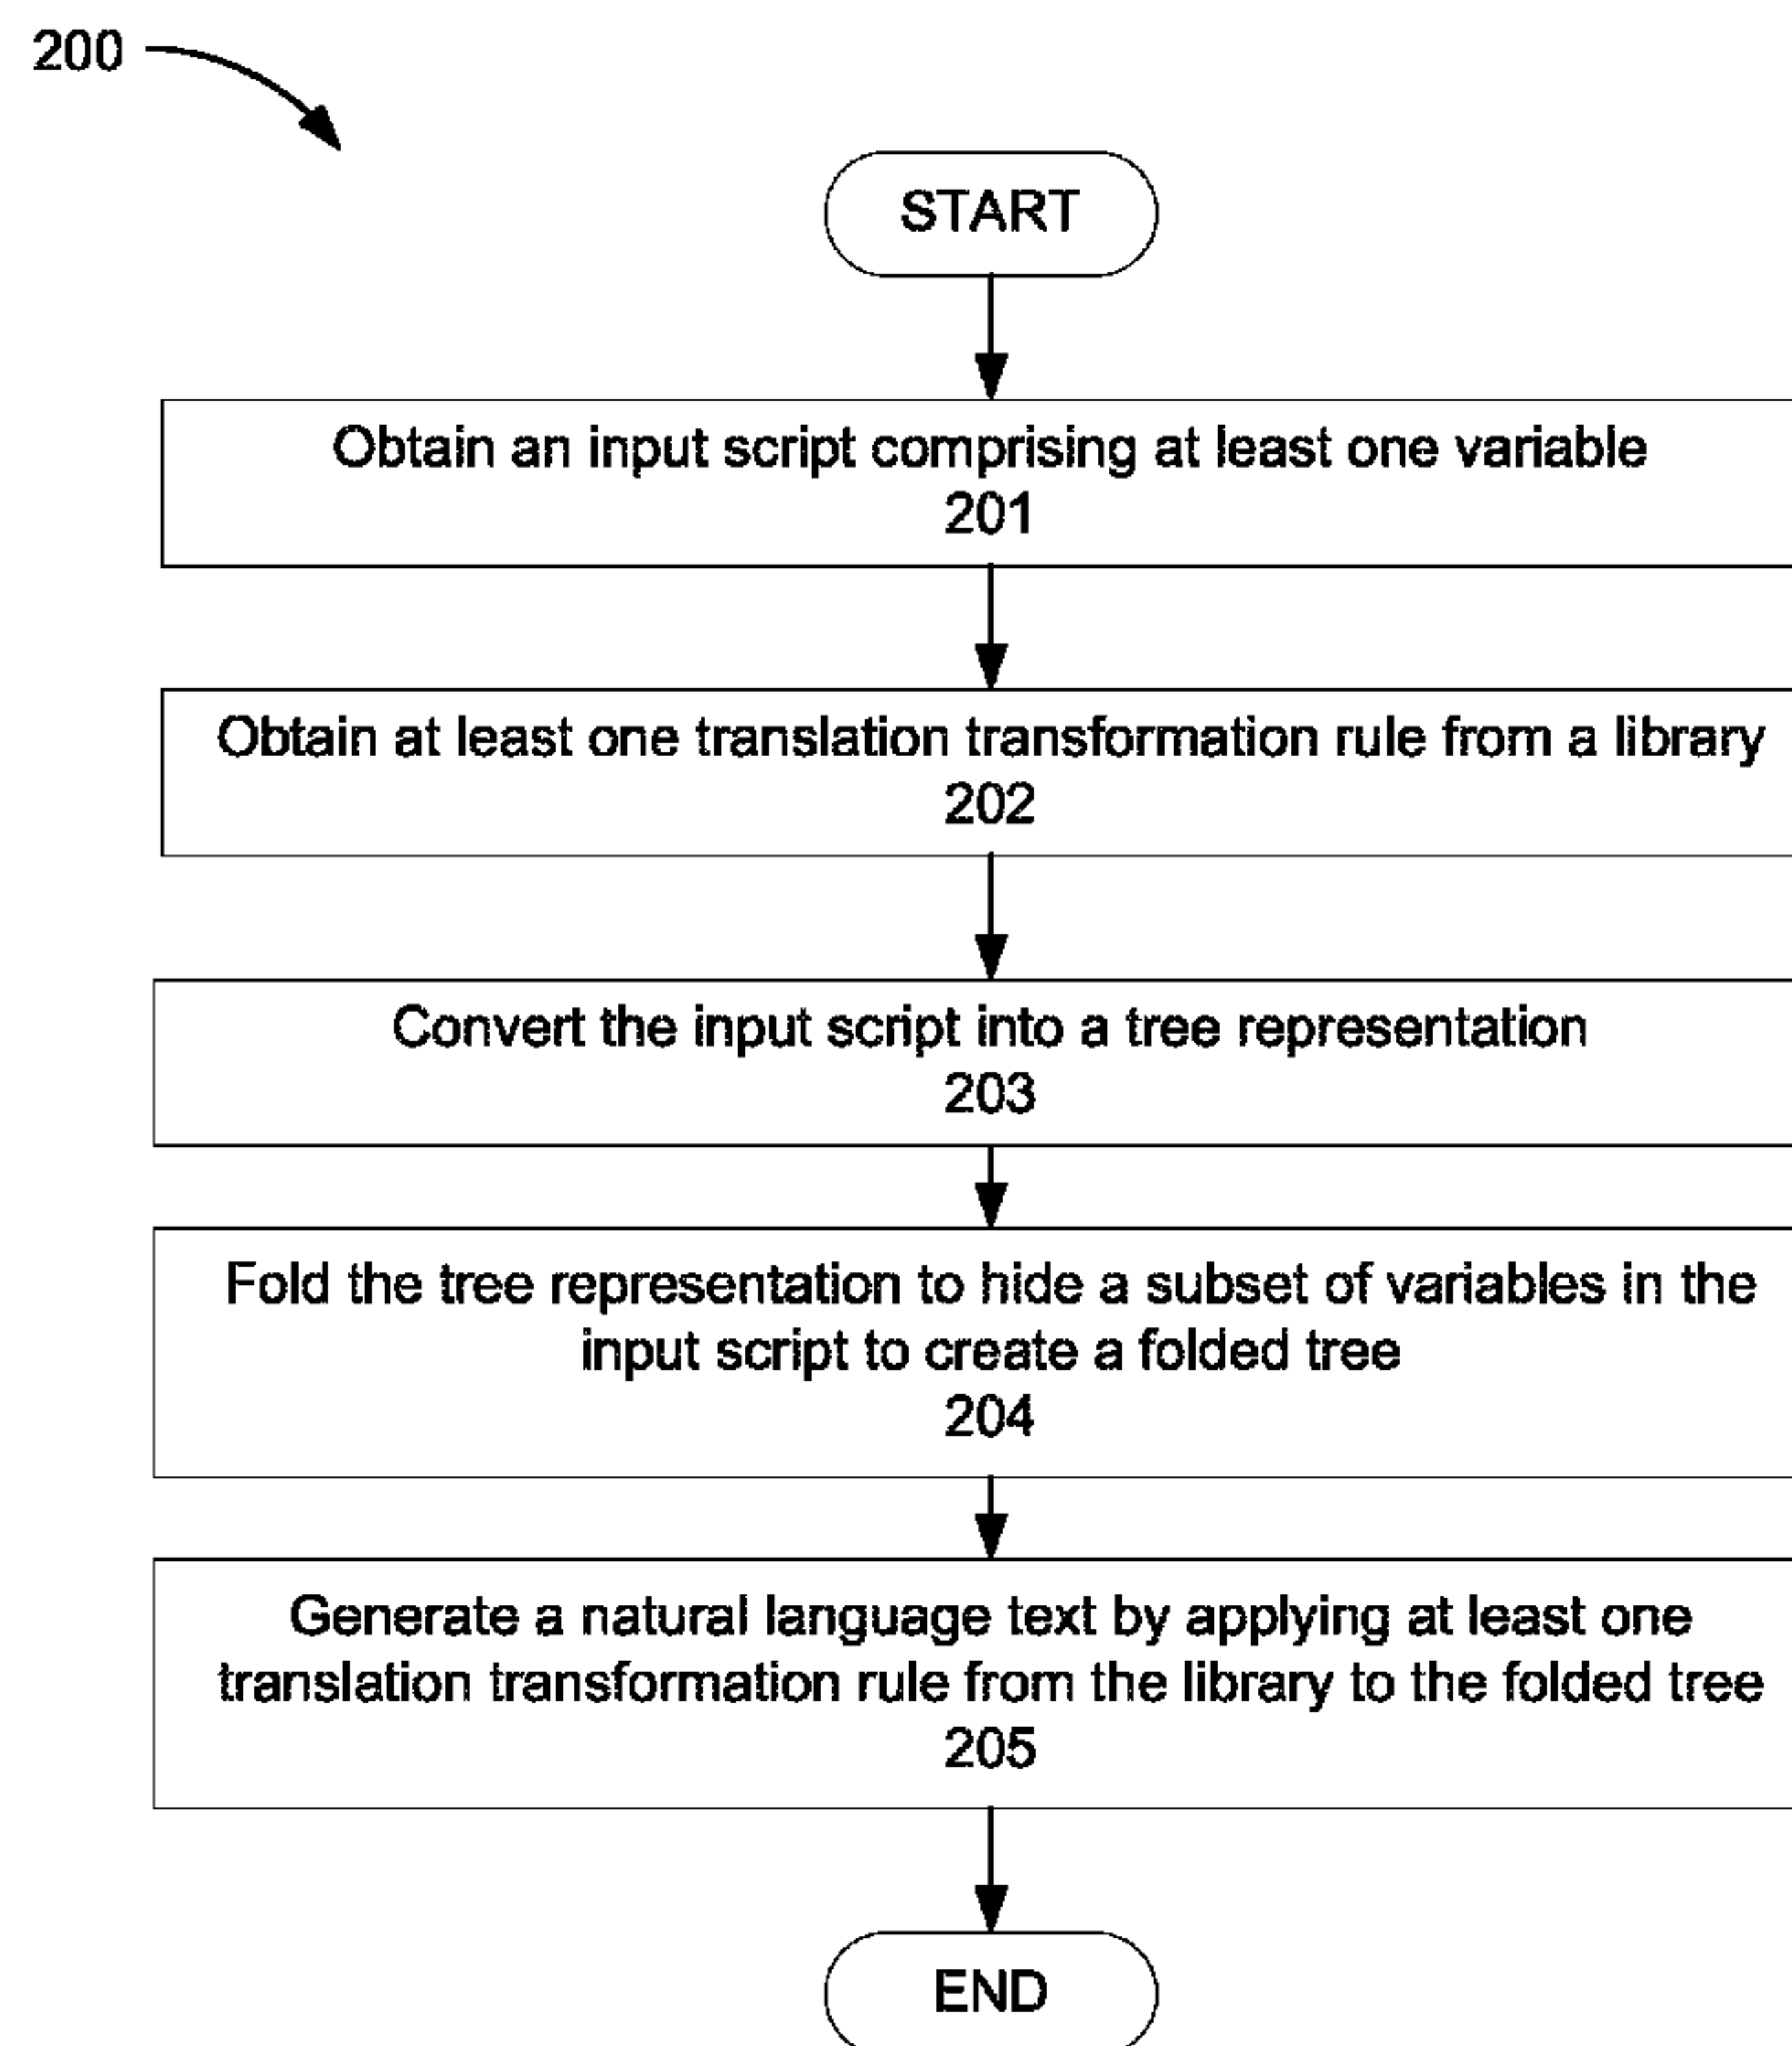 200
START
Obtain an input script comprising at least one variable
201
Obtain at least one translation transformation rule from a library
202
Convert the input script into a tree representation
203
Fold the tree representation to hide a subset of variables in the
input script to create a folded tree
204
Generate a natural language text by applying at least one
translation transformation rule from the library to the folded tree
205
END